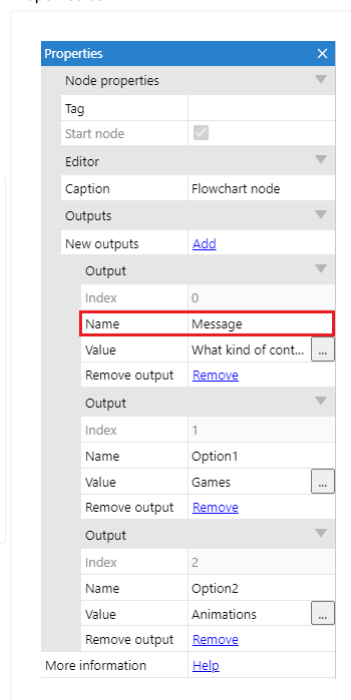 Properties
Node properties
Tag
Start node
Editor
Caption Flowchart node
Outputs
New outputs Add
Output
Index 0
Name Message
Value What kind of cont... ...
Remove output Remove
Output
Index 1
Name Option1
Value Games ...
Remove output Remove
Output
Index 2
Name Option2
Value Animations ...
Remove output Remove
More information Help